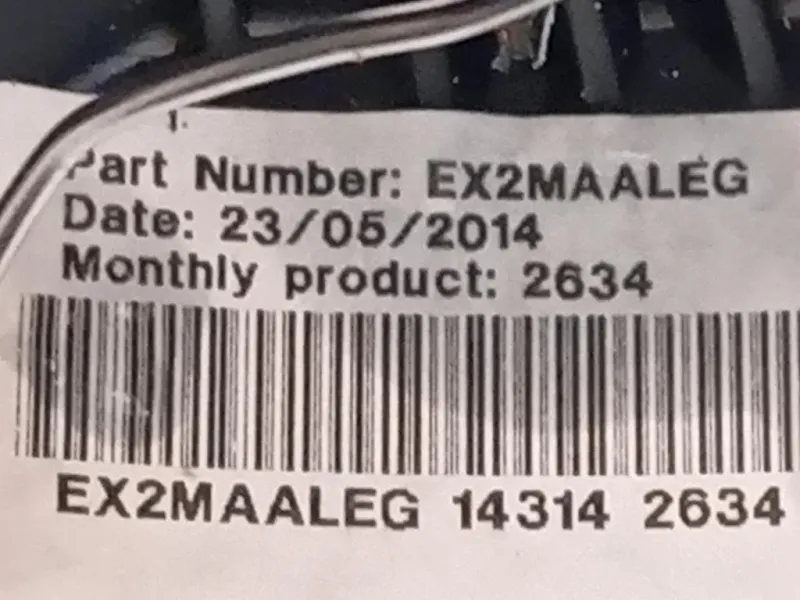 Part Number: EX2MAALEG
Date: 23/05/2014
Monthly product: 2634
EX2MAALEG 14314 2634